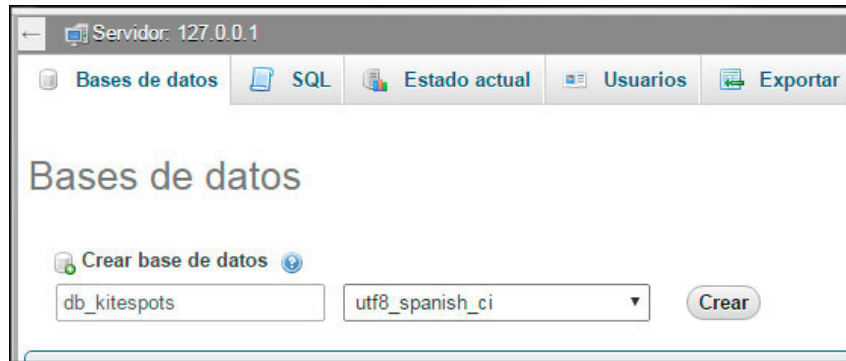 ← Servidor: 127.0.0.1
Bases de datos SQL Estado actual Usuarios Exportar
Bases de datos
Crear base de datos
db_kitespots utf8_spanish_ci Crear